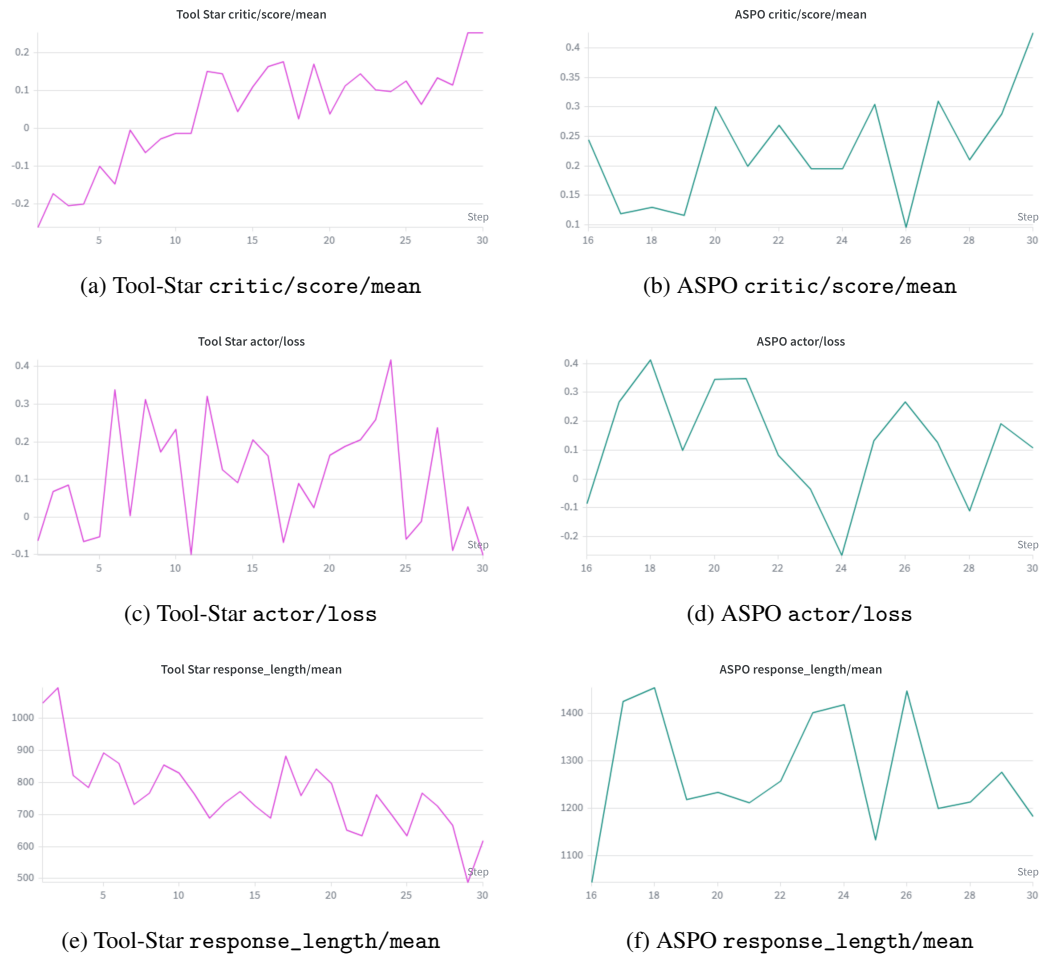 Tool Star critic/score/mean
0.2
0.1
0
-0.1
-0.2
Step
5 10 15 20 25 30
(a) Tool-Star critic/score/mean
ASPO critic/score/mean
0.4
0.35
0.3
0.25
0.2
0.15
0.1
Step
16 18 20 22 24 26 28 30
(b) ASPO critic/score/mean
Tool Star actor/loss
0.4
0.3
0.2
0.1
0
-0.1
Step
5 10 15 20 25 30
(c) Tool-Star actor/loss
ASPO actor/loss
0.4
0.3
0.2
0.1
0
-0.1
-0.2
Step
16 18 20 22 24 26 28 30
(d) ASPO actor/loss
Tool Star response_length/mean
1000
900
800
700
600
500
Step
5 10 15 20 25 30
(e) Tool-Star response_length/mean
ASPO response_length/mean
1400
1300
1200
1100
Step
16 18 20 22 24 26 28 30
(f) ASPO response_length/mean